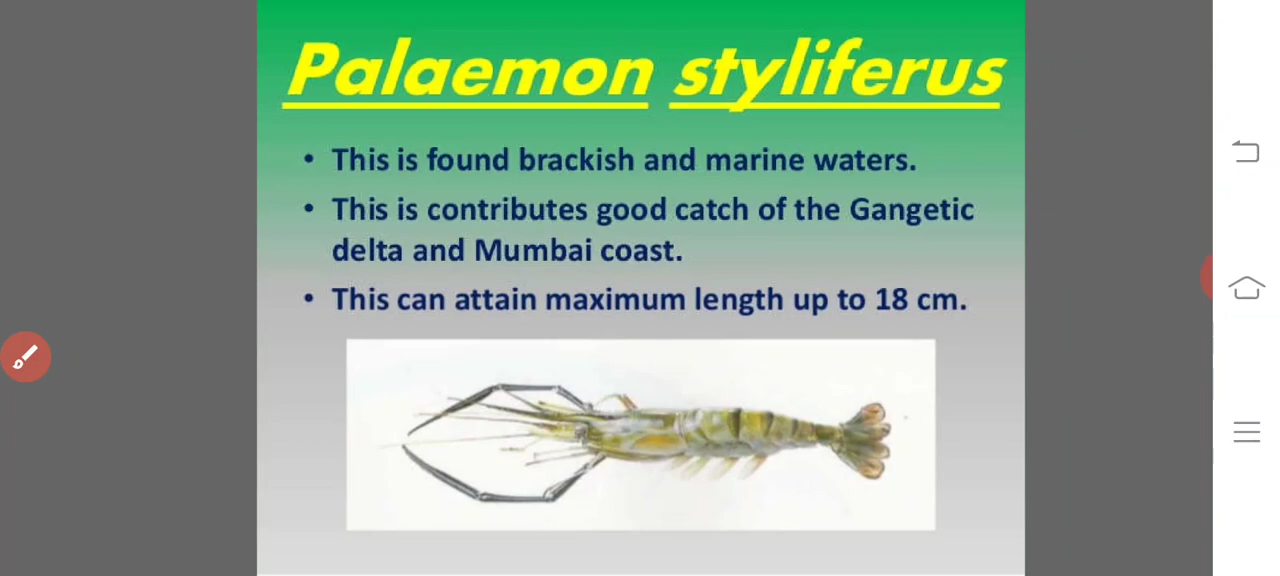 Palaemon styliferus
• This is found brackish and marine waters.
• This is contributes good catch of the Gangetic
delta and Mumbai coast.
• This can attain maximum length up to 18 cm.